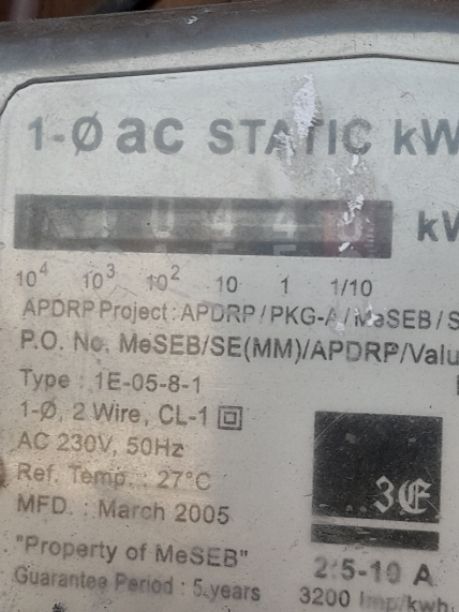 1-Ø ac STATIC kW
kW
10⁴ 10³ 10² 10 1 1/10
APDRP Project : APDRP/PKG-A/MeSEB/S
P.O. No. MeSEB/SE(MM)/APDRP/Valu
Type : 1E-05-8-1
1-Ø, 2 Wire, CL-1
AC 230V, 50Hz
Ref. Temp... 27°C
MFD. : March 2005
"Property of MeSEB"
Guarantee Period : 5 years
3E
2.5-10 A
3200 Imp/kwh